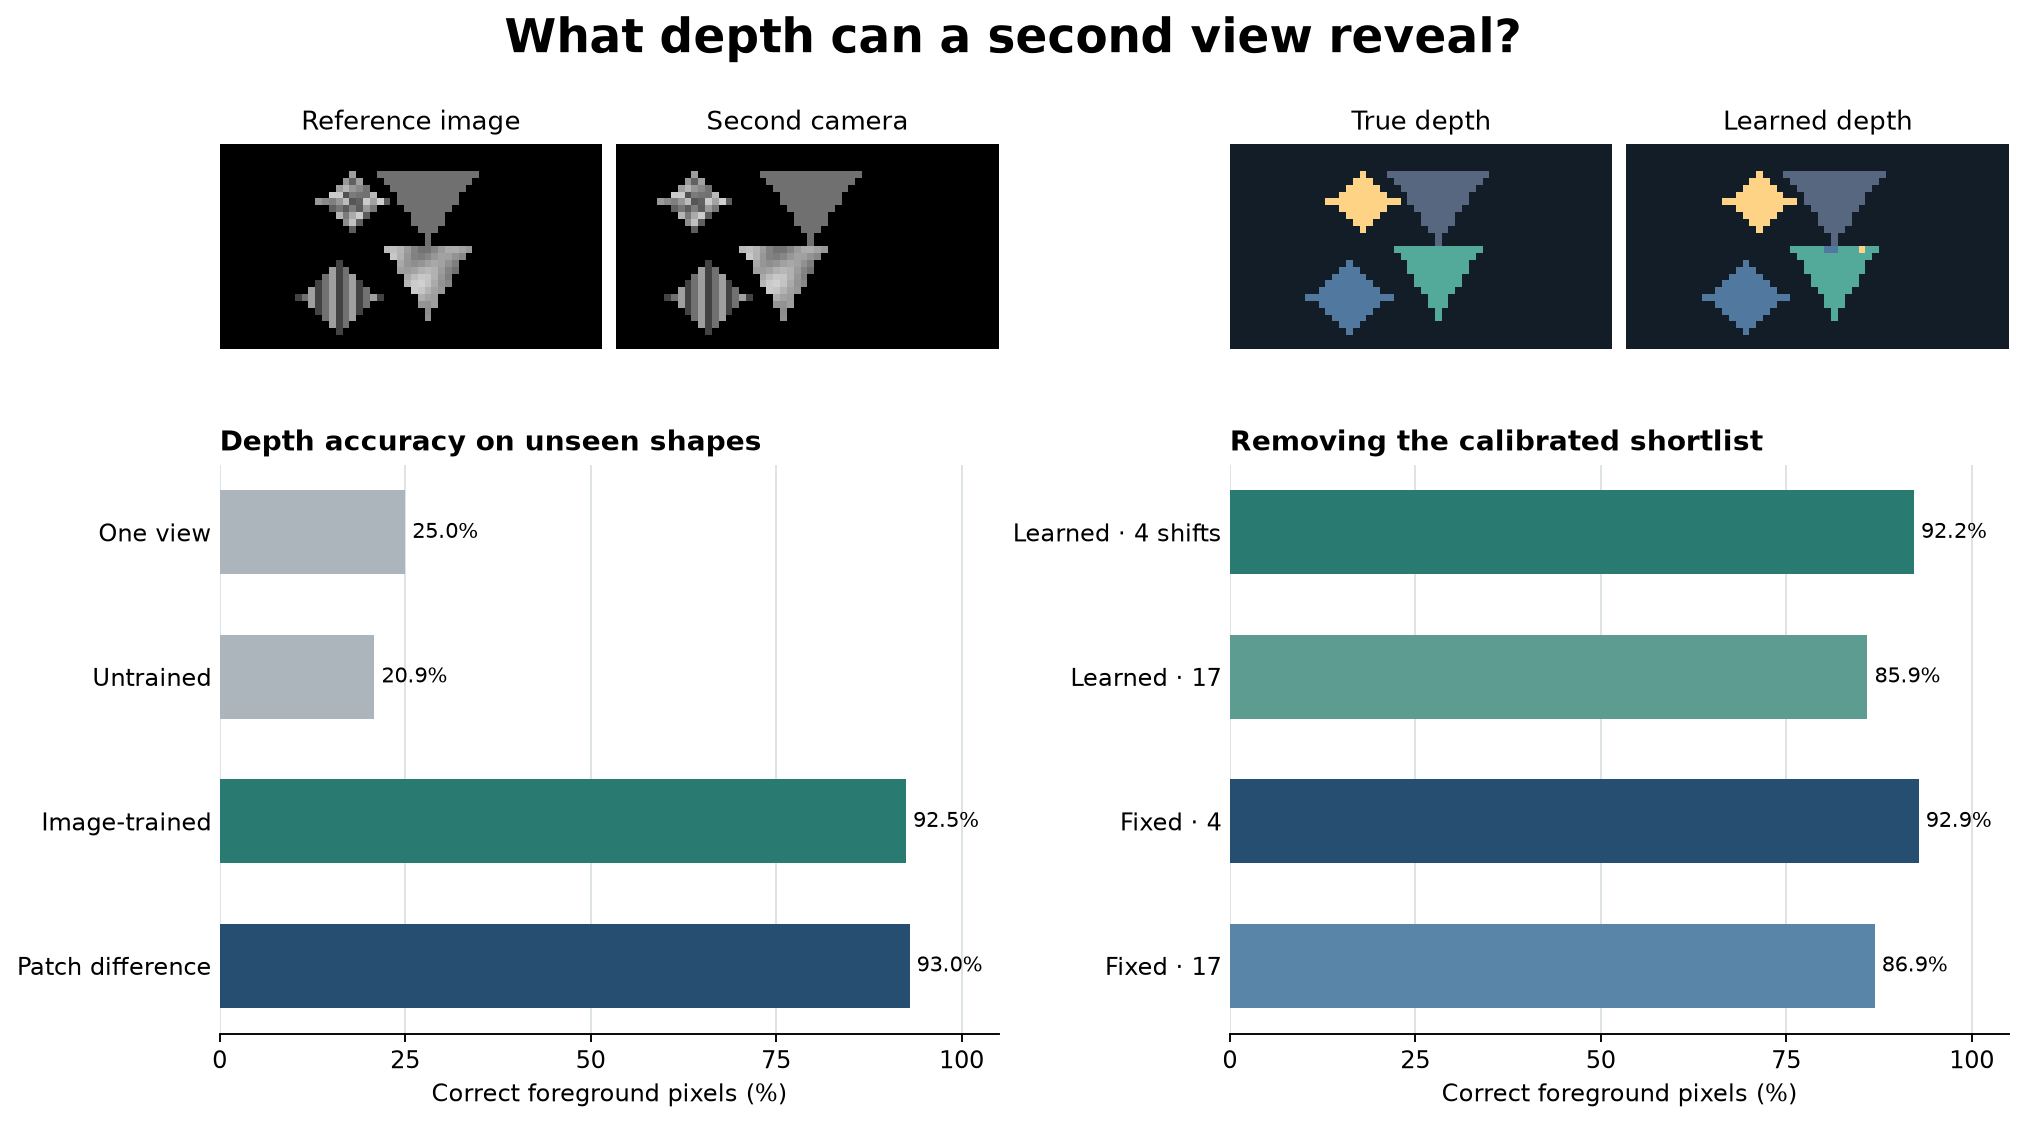 What depth can a second view reveal?
Reference image
Second camera
True depth
Learned depth
Depth accuracy on unseen shapes
One view
25.0%
Untrained
20.9%
Image-trained
92.5%
Patch difference
93.0%
0 25 50 75 100
Correct foreground pixels (%)
Removing the calibrated shortlist
Learned · 4 shifts
92.2%
Learned · 17
85.9%
Fixed · 4
92.9%
Fixed · 17
86.9%
0 25 50 75 100
Correct foreground pixels (%)